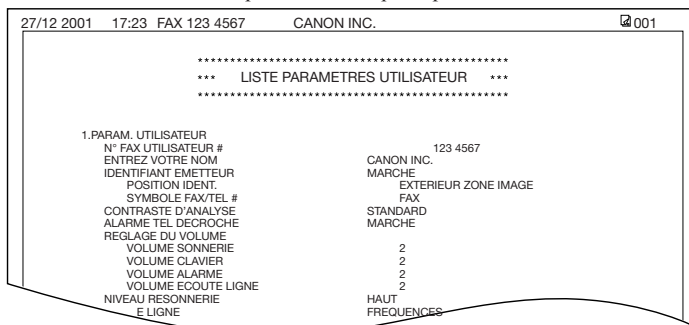 27/12 2001 17:23 FAX 123 4567 CANON INC. 001
************************************************
*** LISTE PARAMETRES UTILISATEUR ***
************************************************
1.PARAM. UTILISATEUR
N° FAX UTILISATEUR # 123 4567
ENTREZ VOTRE NOM CANON INC.
IDENTIFIANT EMETTEUR MARCHE
POSITION IDENT. EXTERIEUR ZONE IMAGE
SYMBOLE FAX/TEL # FAX
CONTRASTE D'ANALYSE STANDARD
ALARME TEL DECROCHE MARCHE
REGLAGE DU VOLUME
VOLUME SONNERIE 2
VOLUME CLAVIER 2
VOLUME ALARME 2
VOLUME ECOUTE LIGNE 2
NIVEAU RESONNERIE HAUT
E LIGNE FREQUENCES